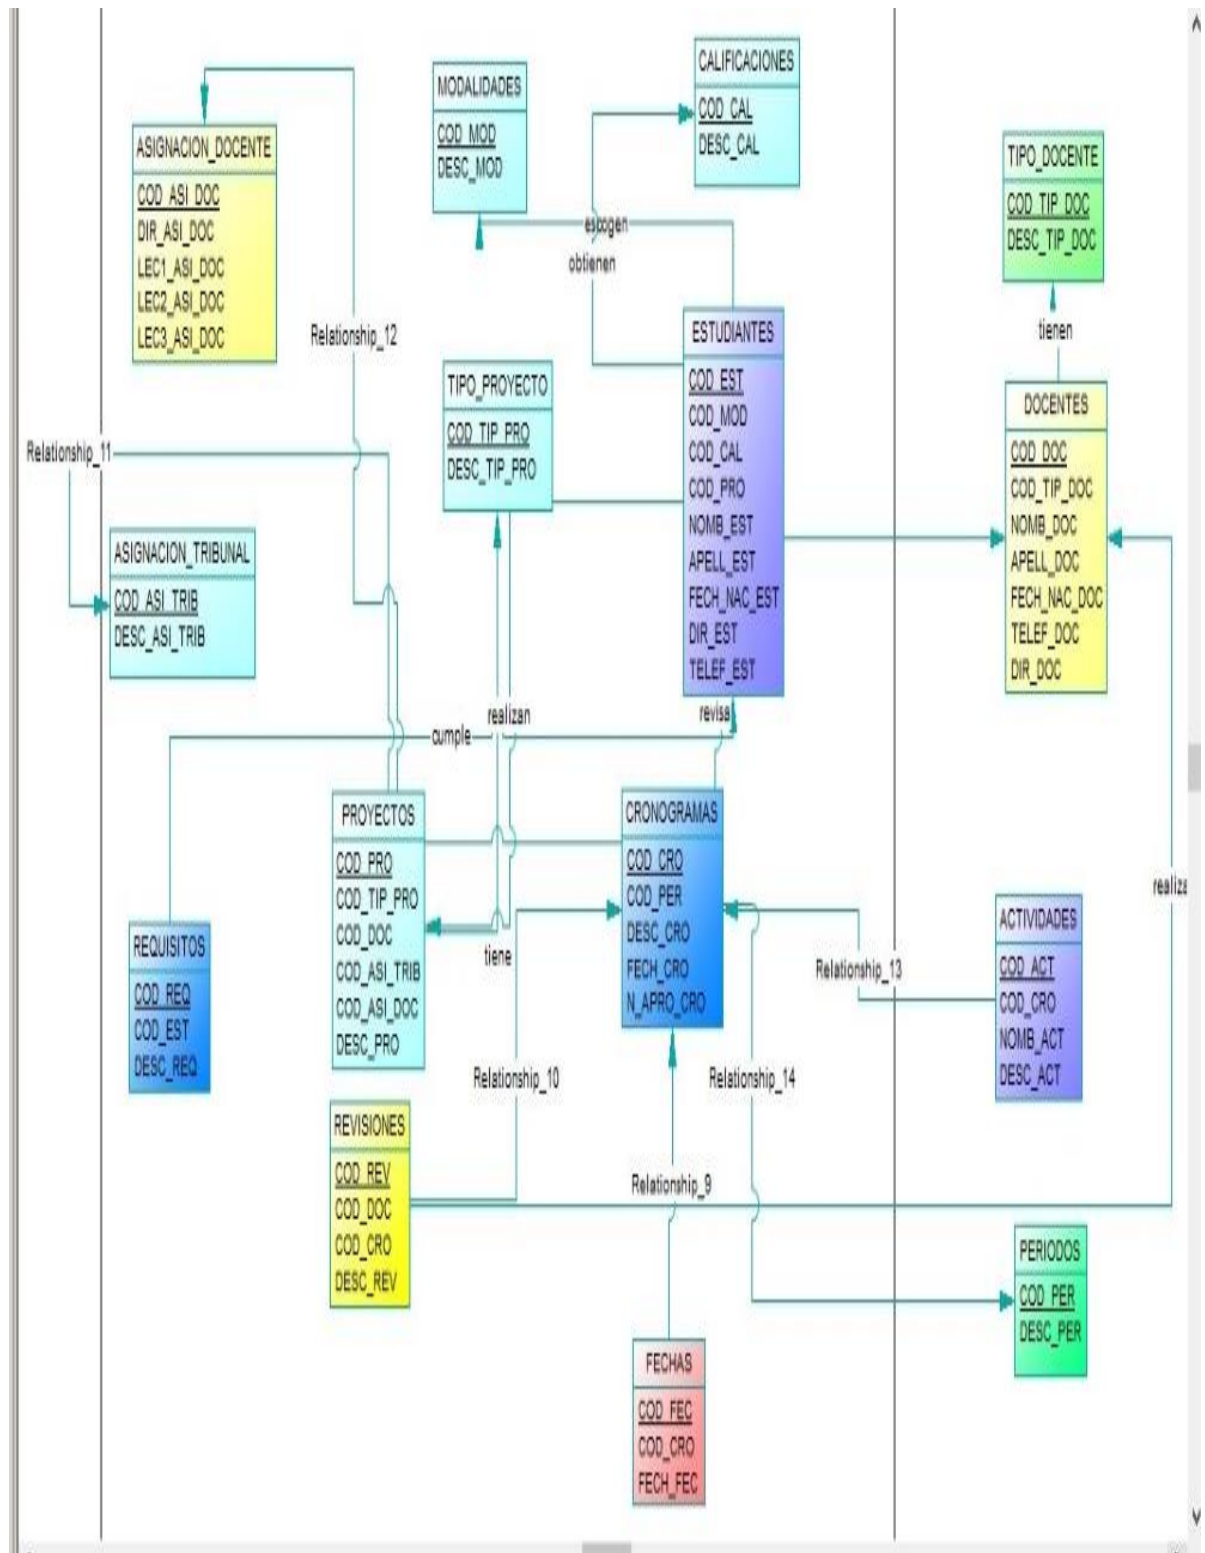 CALIFICACIONES
COD_CAL
DESC_CAL
MODALIDADES
COD_MOD
DESC_MOD
ASIGNACION_DOCENTE
COD_ASI_DOC
DIR_ASI_DOC
LEC1_ASI_DOC
LEC2_ASI_DOC
LEC3_ASI_DOC
TIPO_DOCENTE
COD_TIP_DOC
DESC_TIP_DOC
escogen
obtienen
Relationship_12
tienen
ESTUDIANTES
COD_EST
COD_MOD
COD_CAL
COD_PRO
NOMB_EST
APELL_EST
FECH_NAC_EST
DIR_EST
TELEF_EST
TIPO_PROYECTO
COD_TIP_PRO
DESC_TIP_PRO
DOCENTES
COD_DOC
COD_TIP_DOC
NOMB_DOC
APELL_DOC
FECH_NAC_DOC
TELEF_DOC
DIR_DOC
Relationship_11
ASIGNACION_TRIBUNAL
COD_ASI_TRIB
DESC_ASI_TRIB
realizan
revisa
cumple
PROYECTOS
COD_PRO
COD_TIP_PRO
COD_DOC
COD_ASI_TRIB
COD_ASI_DOC
DESC_PRO
CRONOGRAMAS
COD_CRO
COD_PER
DESC_CRO
FECH_CRO
N_APRO_CRO
realiza
REQUISITOS
COD_REQ
COD_EST
DESC_REQ
tiene
Relationship_13
ACTIVIDADES
COD_ACT
COD_CRO
NOMB_ACT
DESC_ACT
Relationship_10
Relationship_14
REVISIONES
COD_REV
COD_DOC
COD_CRO
DESC_REV
Relationship_9
PERIODOS
COD_PER
DESC_PER
FECHAS
COD_FEC
COD_CRO
FECH_FEC